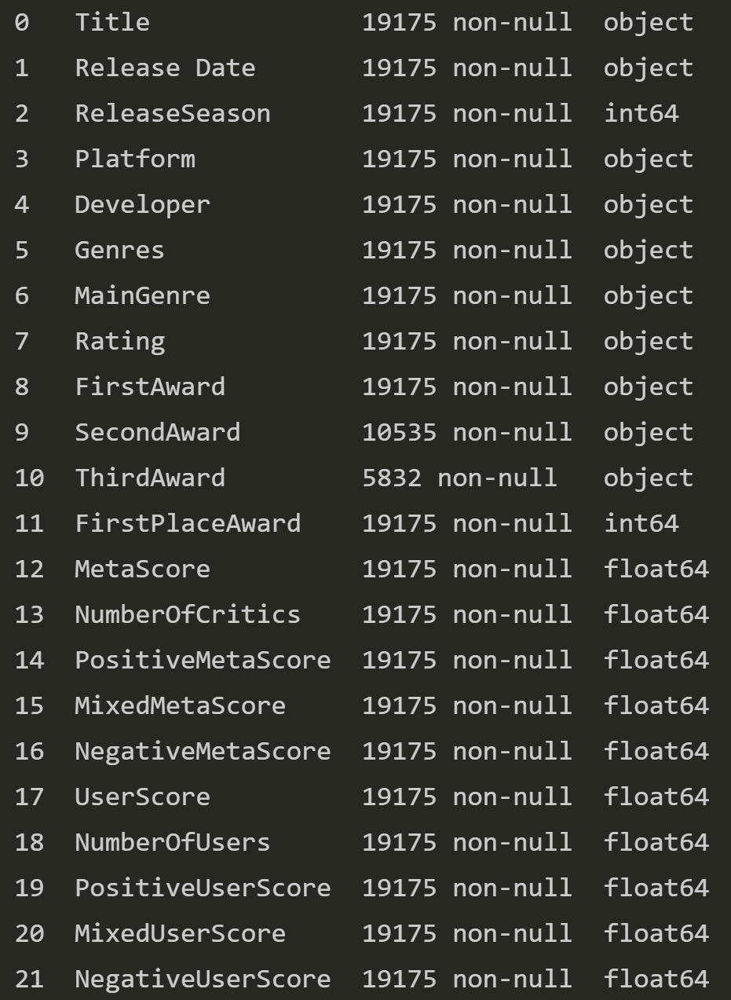 0 Title 19175 non-null object
1 Release Date 19175 non-null object
2 ReleaseSeason 19175 non-null int64
3 Platform 19175 non-null object
4 Developer 19175 non-null object
5 Genres 19175 non-null object
6 MainGenre 19175 non-null object
7 Rating 19175 non-null object
8 FirstAward 19175 non-null object
9 SecondAward 10535 non-null object
10 ThirdAward 5832 non-null object
11 FirstPlaceAward 19175 non-null int64
12 MetaScore 19175 non-null float64
13 NumberOfCritics 19175 non-null float64
14 PositiveMetaScore 19175 non-null float64
15 MixedMetaScore 19175 non-null float64
16 NegativeMetaScore 19175 non-null float64
17 UserScore 19175 non-null float64
18 NumberOfUsers 19175 non-null float64
19 PositiveUserScore 19175 non-null float64
20 MixedUserScore 19175 non-null float64
21 NegativeUserScore 19175 non-null float64